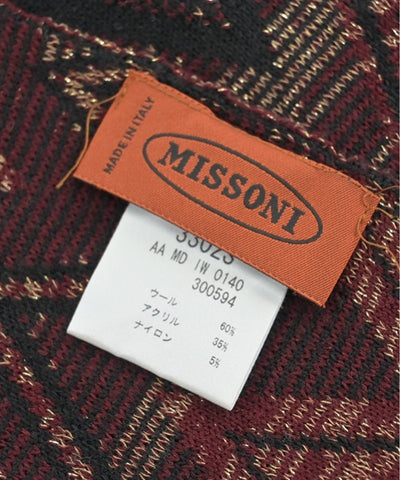 MADE IN ITALY
MISSONI
33023
AA MD IW 0140
300594
ウール 60%
アクリル 35%
ナイロン 5%